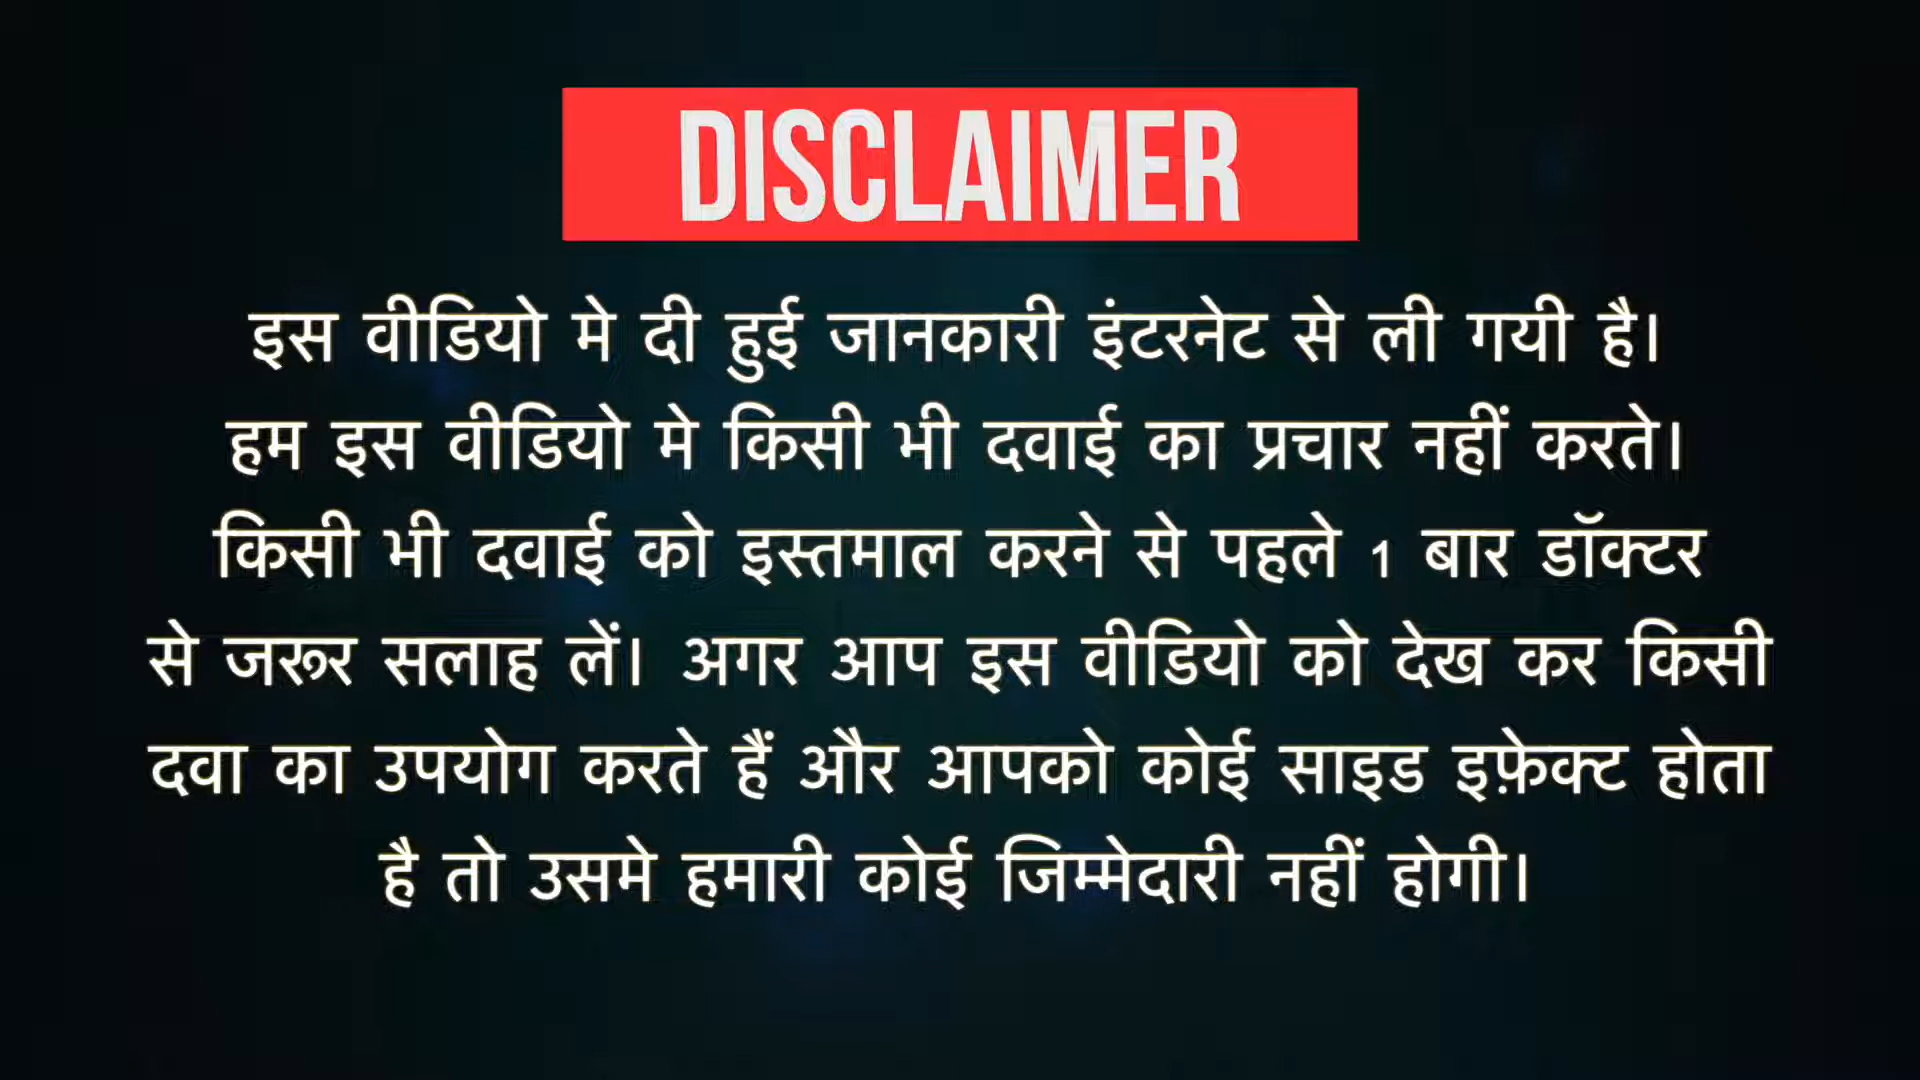 DISCLAIMER
इस वीडियो मे दी हुई जानकारी इंटरनेट से ली गयी है।
हम इस वीडियो मे किसी भी दवाई का प्रचार नहीं करते।
किसी भी दवाई को इस्तमाल करने से पहले 1 बार डॉक्टर
से जरूर सलाह लें। अगर आप इस वीडियो को देख कर किसी
दवा का उपयोग करते हैं और आपको कोई साइड इफ़ेक्ट होता
है तो उसमे हमारी कोई जिम्मेदारी नहीं होगी।